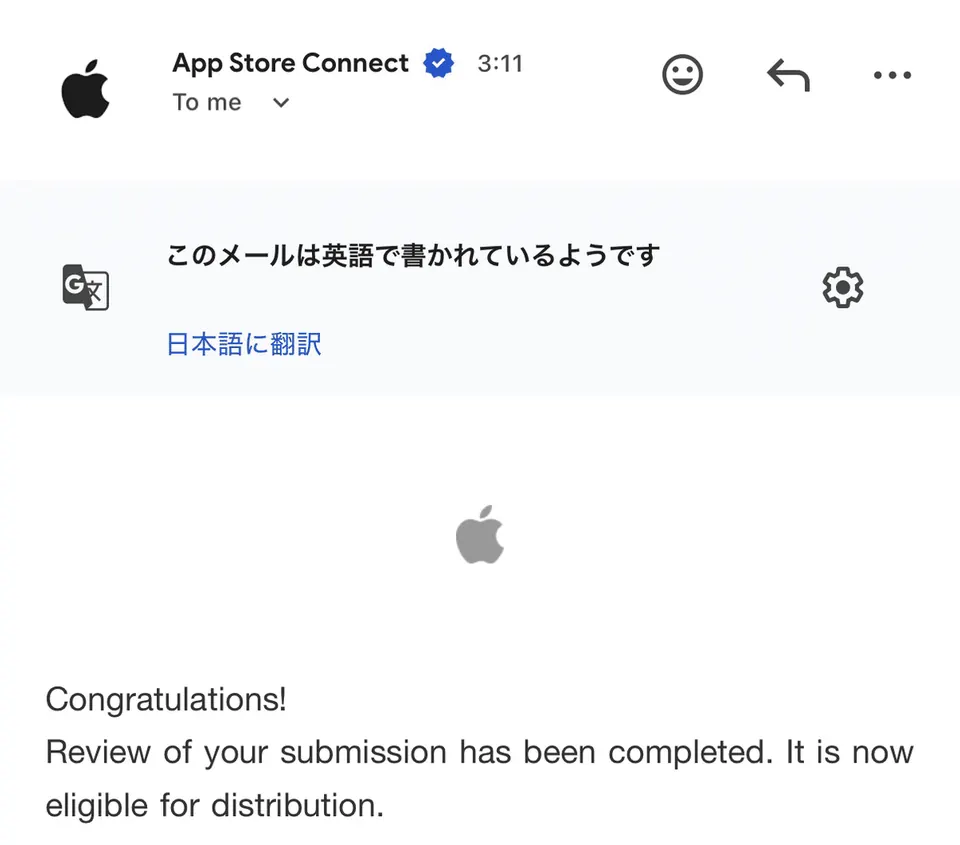 App Store Connect 3:11
To me
このメールは英語で書かれているようです
日本語に翻訳
Congratulations!
Review of your submission has been completed. It is now
eligible for distribution.